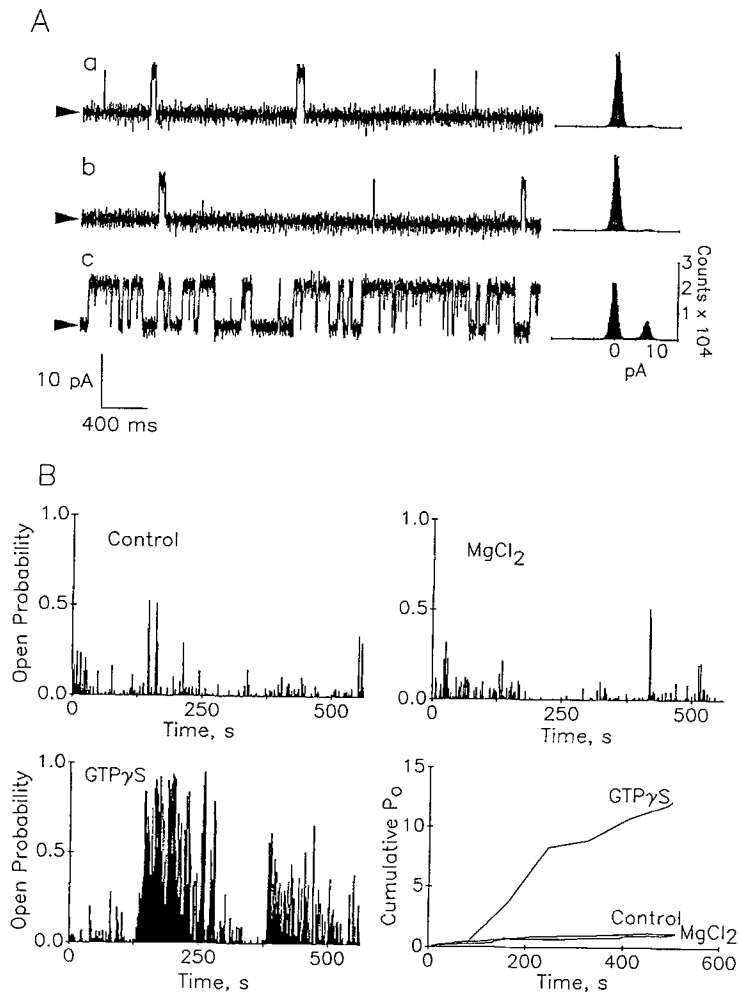 A
a
b
c
3
2
1
Counts x 10⁴
0 10
pA
10 pA
400 ms
B
Open Probability
1.0
0.5
0.0
Control
0 250 500
Time, s
1.0
0.5
0.0
MgCl₂
0 250 500
Time, s
Open Probability
1.0
0.5
0.0
GTPγS
0 250 500
Time, s
Cumulative Po
15
10
5
0
GTPγS
Control
MgCl₂
0 200 400 600
Time, s